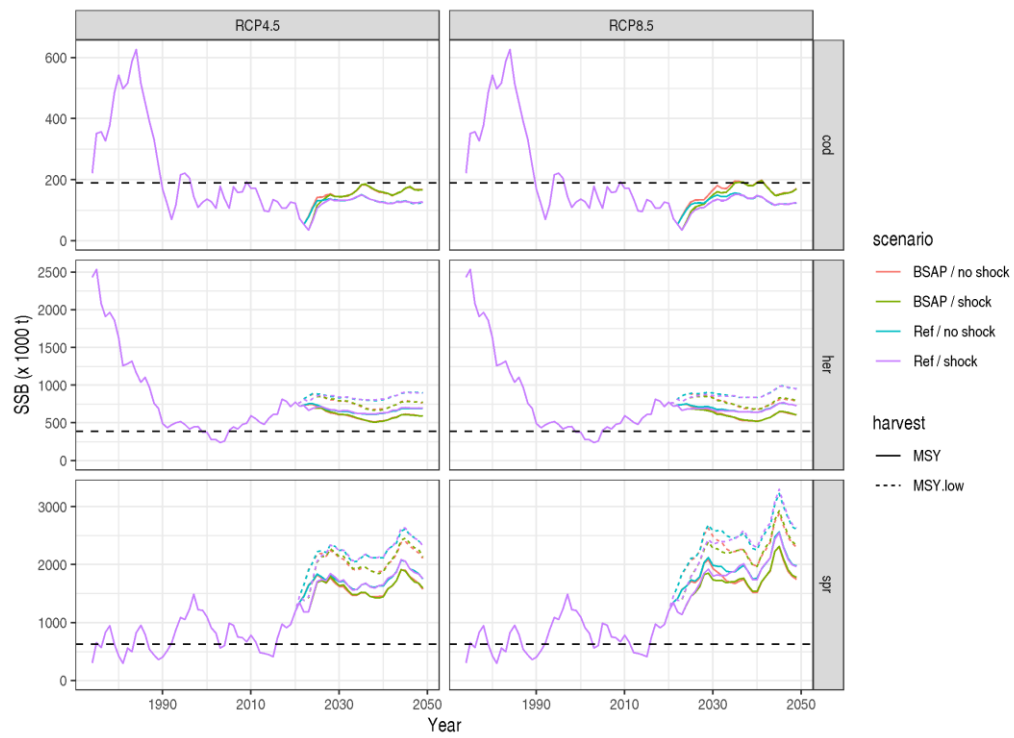 RCP4.5
RCP8.5
600
400
200
0
cod
2500
2000
1500
1000
500
0
her
3000
2000
1000
0
spr
1990
2010
2030
2050
1990
2010
2030
2050
Year
SSB (x 1000 t)
scenario
BSAP / no shock
BSAP / shock
Ref / no shock
Ref / shock
harvest
MSY
MSY.low